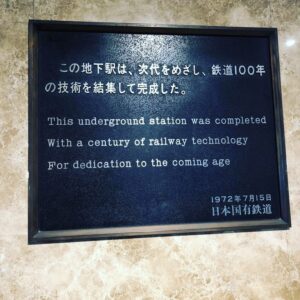 この地下駅は、次代をめざし、鉄道100年
の技術を結集して完成した。
This underground station was completed
With a century of railway technology
For dedication to the coming age
1972年7月15日
日本国有鉄道